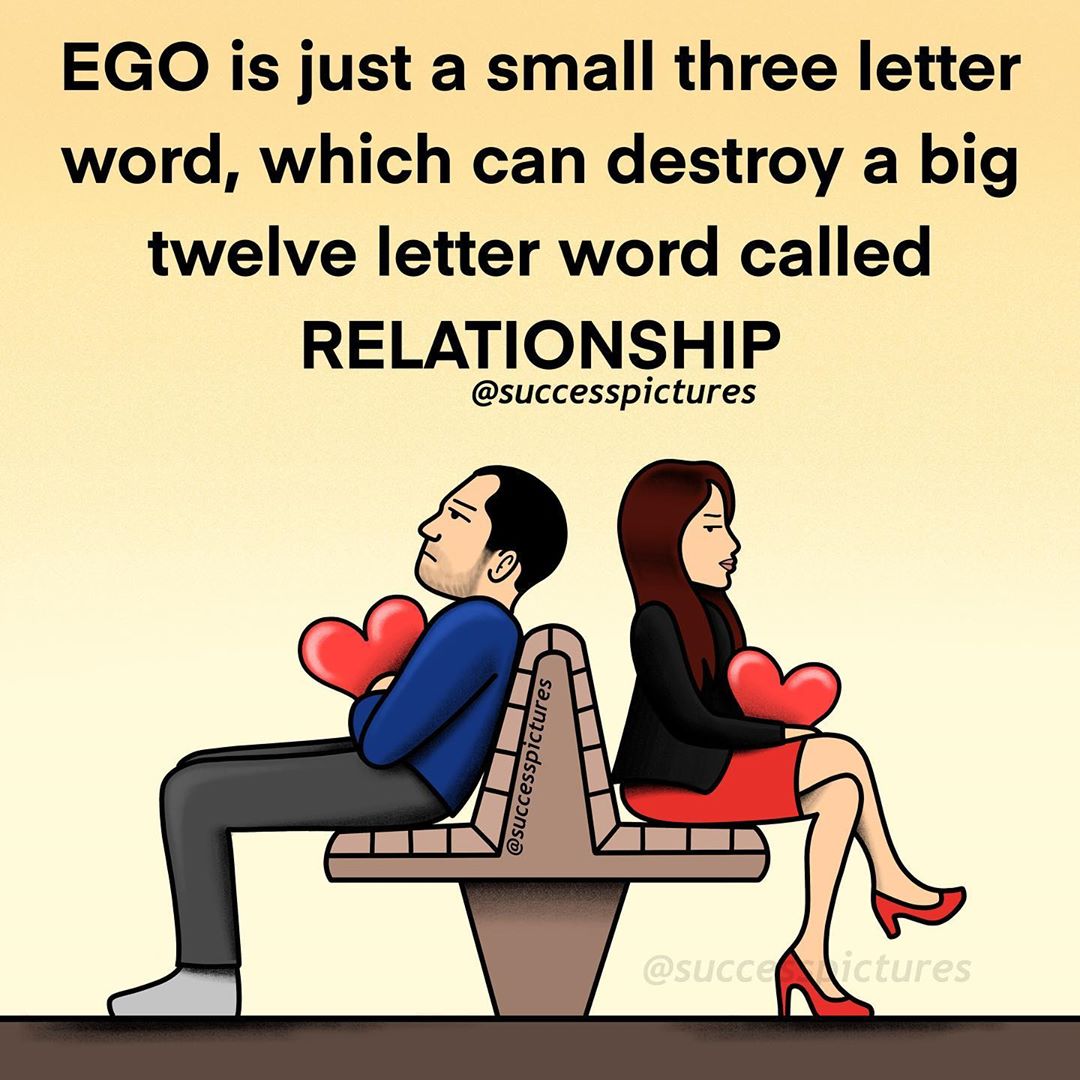 EGO is just a small three letter
word, which can destroy a big
twelve letter word called
RELATIONSHIP
@successpictures
@successpictures
@successpictures